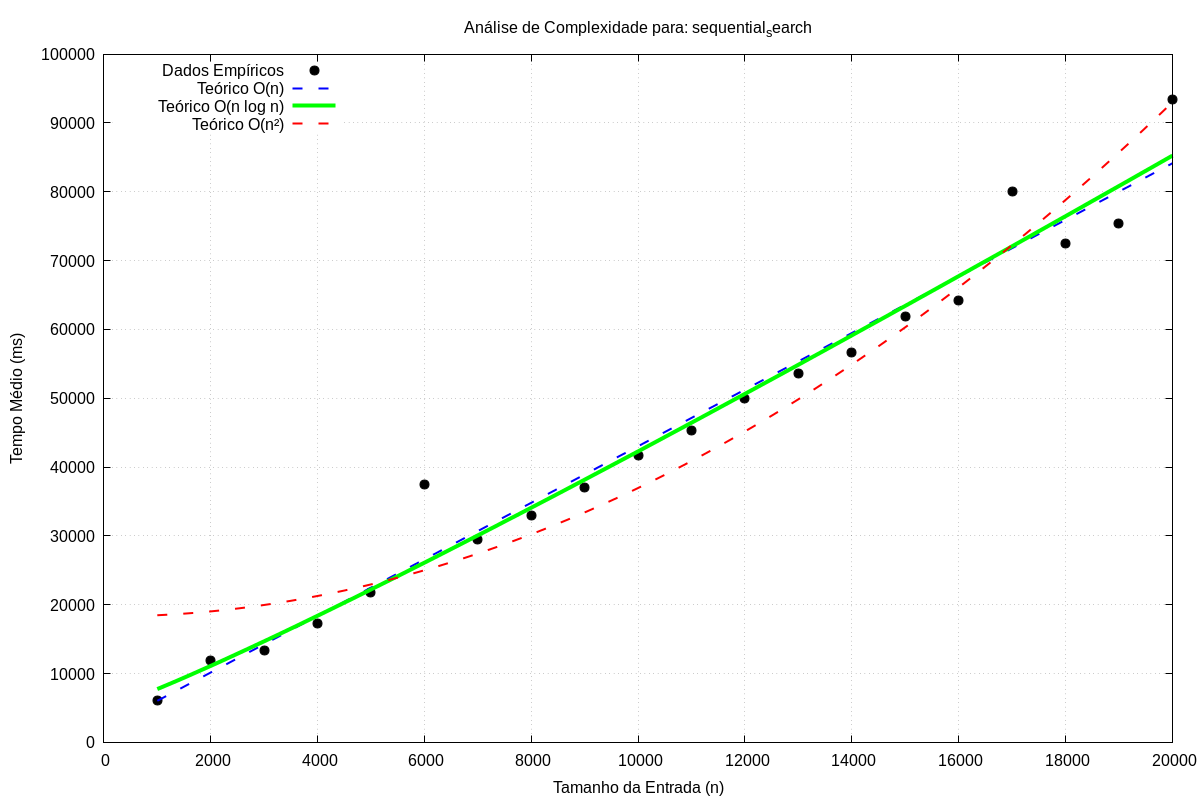 Análise de Complexidade para: sequentialₛearch
100000
90000
80000
70000
60000
50000
40000
30000
20000
10000
0
Dados Empíricos
Teórico O(n)
Teórico O(n log n)
Teórico O(n²)
Tempo Médio (ms)
0 2000 4000 6000 8000 10000 12000 14000 16000 18000 20000
Tamanho da Entrada (n)